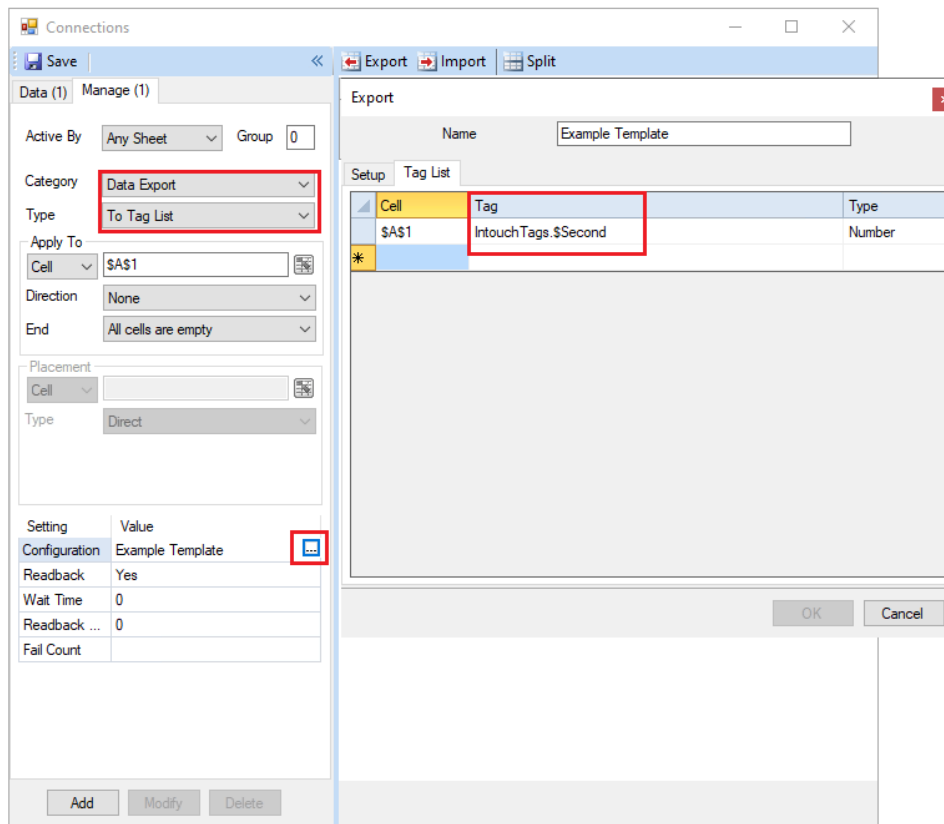 Connections
Save
«
Export Import Split
Data (1) Manage (1)
Active By Any Sheet Group 0
Category Data Export
Type To Tag List
Apply To
Cell $A$1
Direction None
End All cells are empty
Placement
Cell
Type Direct
Setting Value
Configuration Example Template ...
Readback Yes
Wait Time 0
Readback ... 0
Fail Count
Add Modify Delete
Export
Name Example Template
Setup Tag List
Cell Tag Type
$A$1 IntouchTags.$Second Number
*
OK Cancel